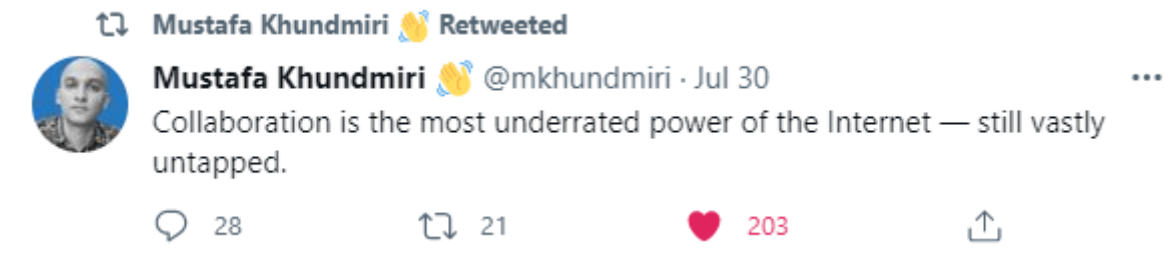 Mustafa Khundmiri 👋 Retweeted
Mustafa Khundmiri 👋 @mkhundmiri · Jul 30
Collaboration is the most underrated power of the Internet — still vastly
untapped.
28 21 203